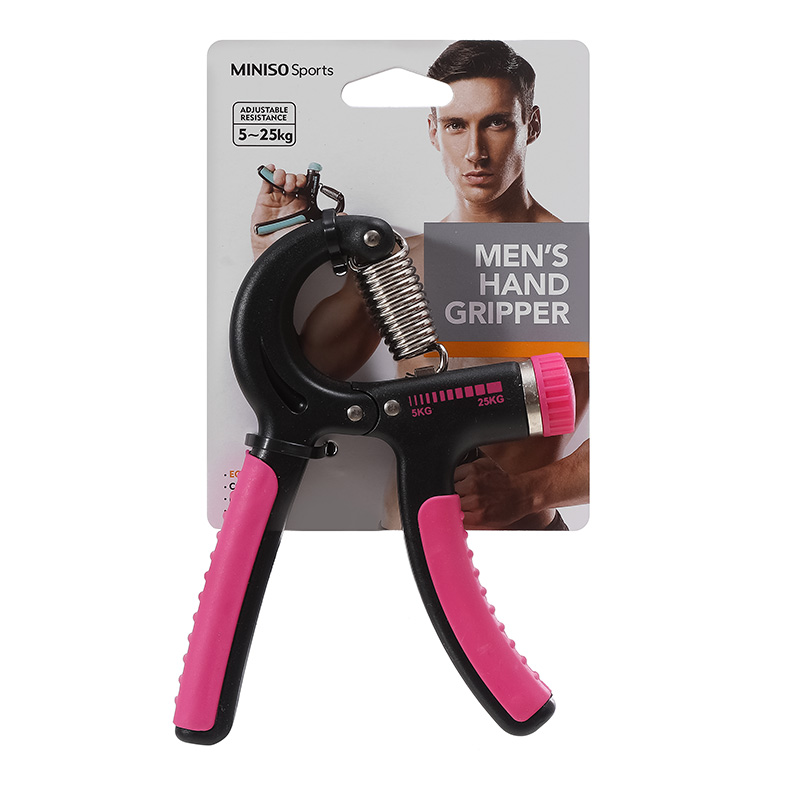 MINISO Sports
ADJUSTABLE
RESISTANCE
5~25kg
MEN'S
HAND
GRIPPER
5KG
25KG